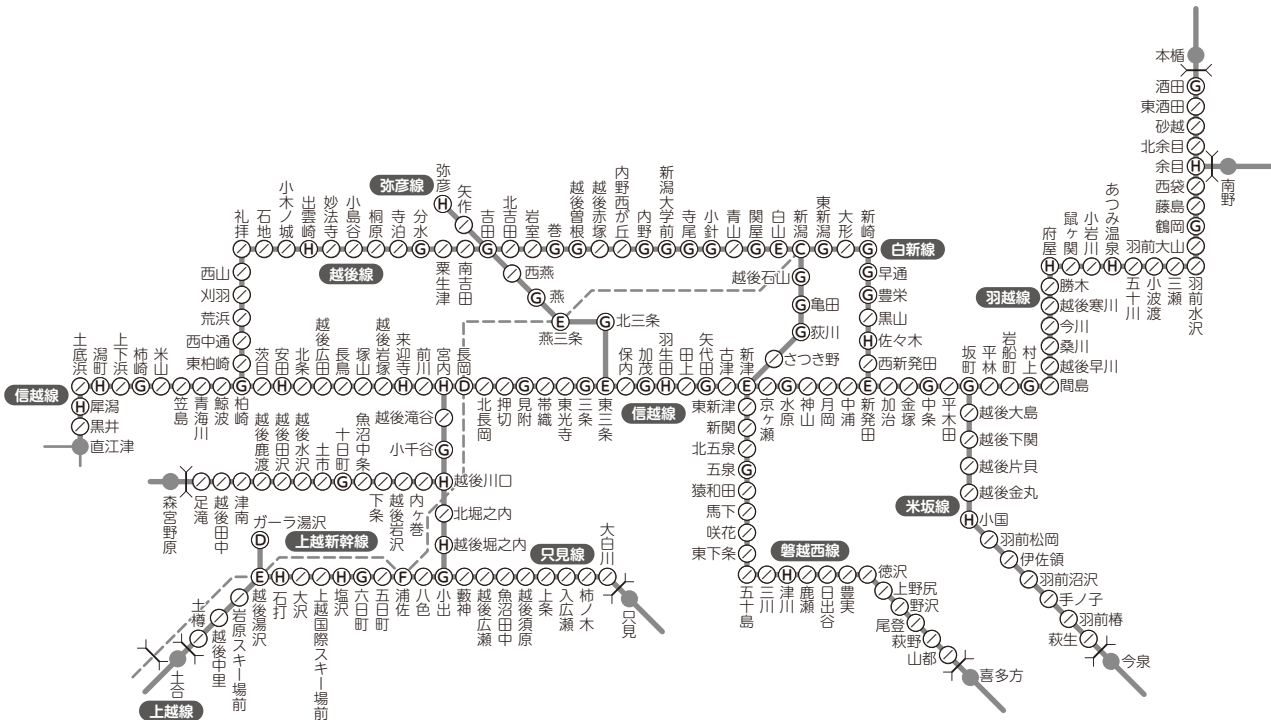 本楯
酒田
東酒田
砂越
北余目
余目
南野
西袋
藤島
鶴岡
羽前大山
羽前水沢
三瀬
小波渡
五十川
あつみ温泉
小岩川
鼠ヶ関
府屋
羽越線
勝木
越後寒川
今川
桑川
越後早川
間島
村上
岩船町
平林
坂町
平木田
中条
金塚
加治
新発田
西新発田
佐々木
黒山
豊栄
早通
新崎
白新線
大形
東新潟
新潟
白山
関屋
青山
小針
寺尾
新潟大学前
内野
内野西が丘
越後赤塚
越後曽根
巻
岩室
北吉田
吉田
矢作
弥彦
弥彦線
南吉田
粟生津
分水
寺泊
桐原
小島谷
妙法寺
出雲崎
小木ノ城
石地
礼拝
越後線
西山
刈羽
荒浜
西中通
東柏崎
西燕
燕
燕三条
北三条
越後石山
亀田
荻川
さつき野
信越線
土底浜
潟町
上下浜
柿崎
米山
笠島
青海川
鯨波
柏崎
茨目
安田
北条
越後広田
長鳥
塚山
越後岩塚
来迎寺
前川
宮内
長岡
北長岡
押切
見附
帯織
東光寺
三条
東三条
保内
加茂
羽生田
田上
矢代田
古津
新津
信越線
京ヶ瀬
水原
神山
月岡
中浦
犀潟
黒井
直江津
越後滝谷
小千谷
越後川口
北堀之内
越後堀之内
森宮野原
足滝
越後田中
津南
越後鹿渡
越後田沢
越後水沢
土市
十日町
魚沼中条
下条
越後岩沢
内ヶ巻
ガーラ湯沢
上越新幹線
只見線
越後湯沢
石打
大沢
上越国際スキー場前
塩沢
六日町
五日町
浦佐
八色
小出
藪神
越後広瀬
魚沼田中
越後須原
上条
入広瀬
柿ノ木
大白川
只見
岩原スキー場前
越後中里
土樽
土合
上越線
東新津
新関
北五泉
五泉
猿和田
馬下
咲花
東下条
五十島
三川
津川
鹿瀬
日出谷
豊実
磐越西線
徳沢
上野尻
野沢
尾登
萩野
山都
喜多方
米坂線
越後大島
越後下関
越後片貝
越後金丸
小国
羽前松岡
伊佐領
羽前沼沢
手ノ子
羽前椿
萩生
今泉